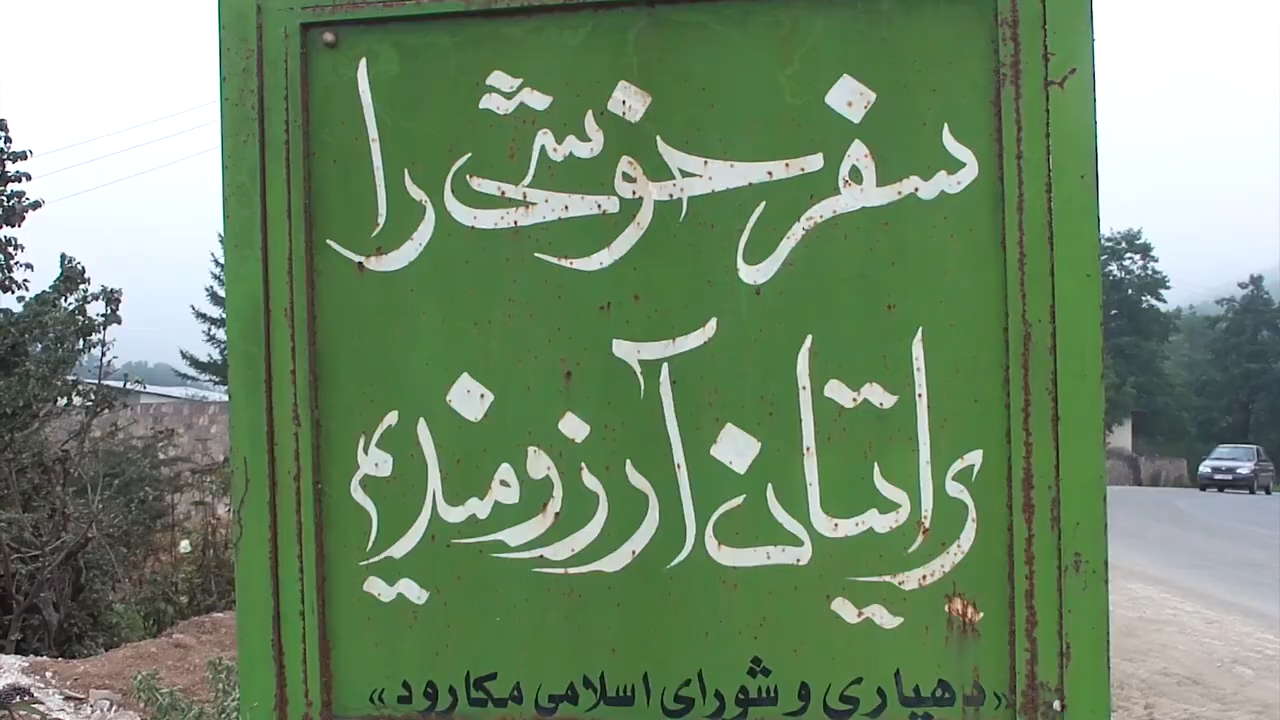 سفر خوشی را
برایتان آرزومندیم
«دهیاری و شورای اسلامی مکارود»